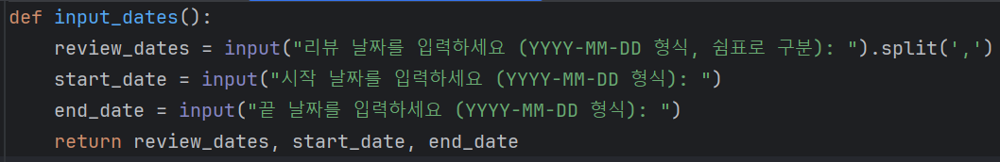 def input_dates():
    review_dates = input("리뷰 날짜를 입력하세요 (YYYY-MM-DD 형식, 쉼표로 구분): ").split(',')
    start_date = input("시작 날짜를 입력하세요 (YYYY-MM-DD 형식): ")
    end_date = input("끝 날짜를 입력하세요 (YYYY-MM-DD 형식): ")
    return review_dates, start_date, end_date